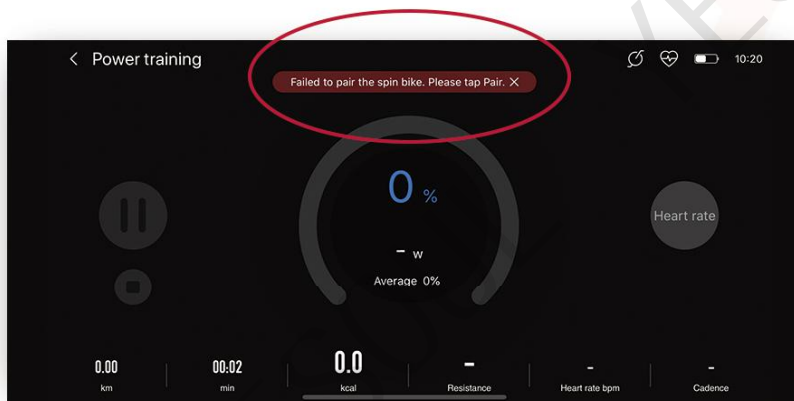 Power training
10:20
Failed to pair the spin bike. Please tap Pair.
0 %
Heart rate
- w
Average 0%
0.00
00:02
0.0
-
-
-
km
min
kcal
Resistance
Heart rate bpm
Cadence